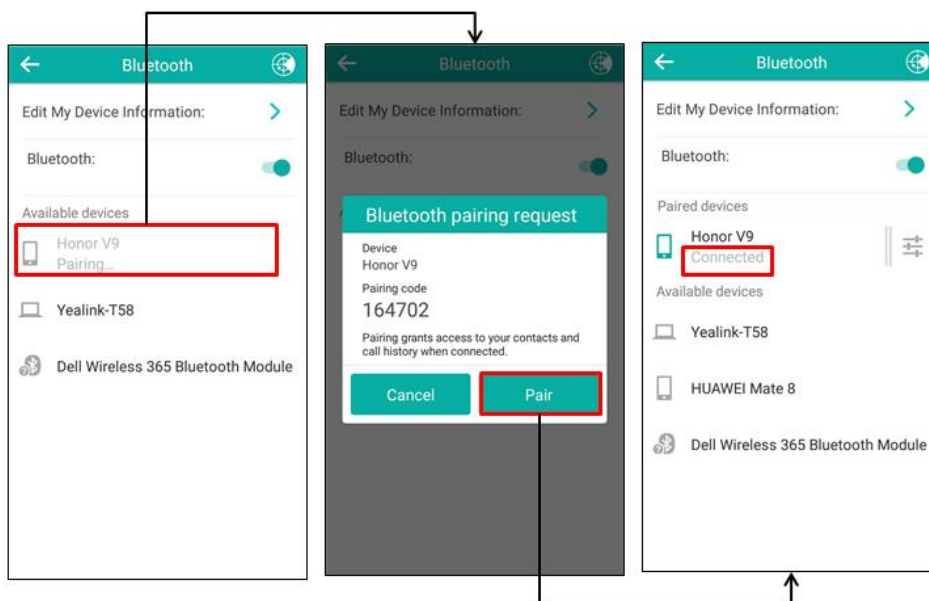 Bluetooth
Edit My Device Information:
Bluetooth:
Available devices
Honor V9
Pairing...
Yealink-T58
Dell Wireless 365 Bluetooth Module
Bluetooth
Edit My Device Information:
Bluetooth:
Bluetooth pairing request
Device
Honor V9
Pairing code
164702
Pairing grants access to your contacts and
call history when connected.
Cancel
Pair
Bluetooth
Edit My Device Information:
Bluetooth:
Paired devices
Honor V9
Connected
Available devices
Yealink-T58
HUAWEI Mate 8
Dell Wireless 365 Bluetooth Module